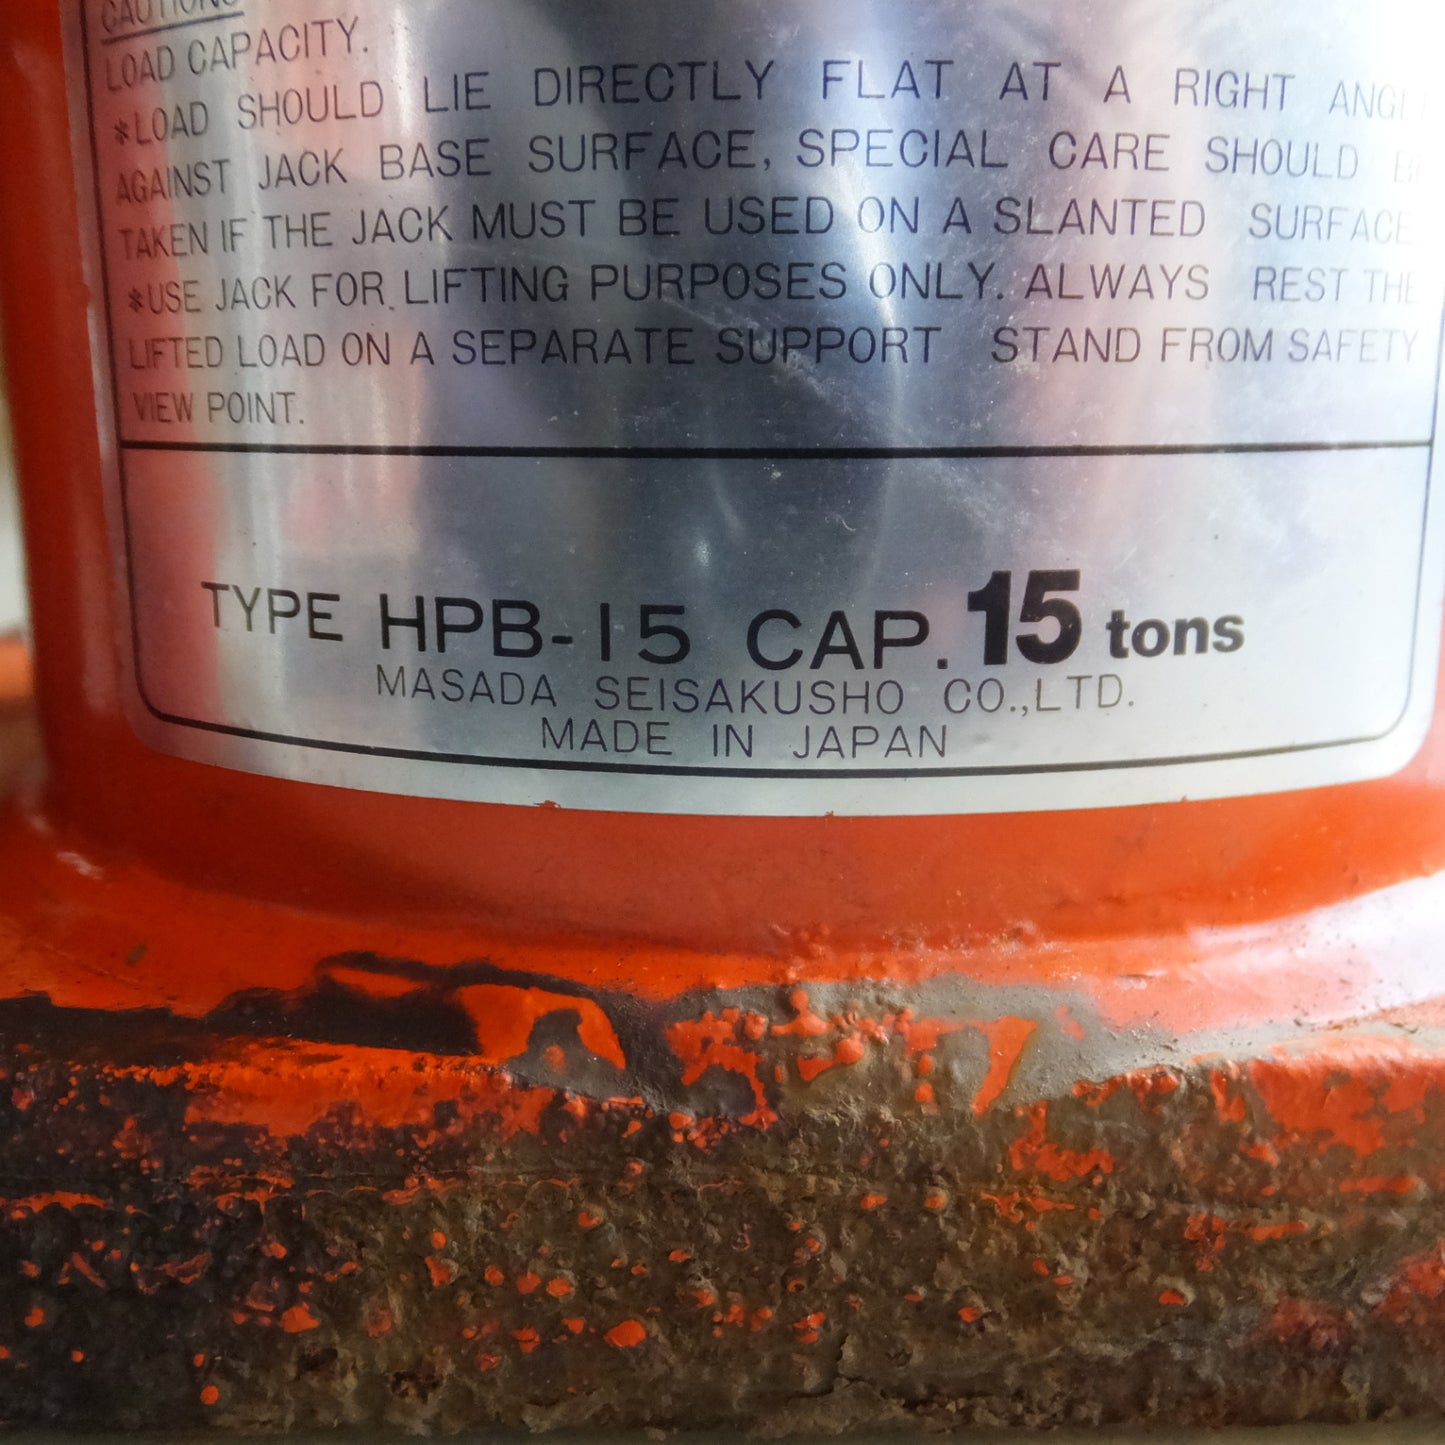 CAUTIONS
LOAD CAPACITY.
*LOAD SHOULD LIE DIRECTLY FLAT AT A RIGHT
AGAINST JACK BASE SURFACE, SPECIAL CARE SHOULD
TAKEN IF THE JACK MUST BE USED ON A SLANTED SURFACE
*USE JACK FOR LIFTING PURPOSES ONLY. ALWAYS REST THE
LIFTED LOAD ON A SEPARATE SUPPORT STAND FROM SAFETY
VIEW POINT.
TYPE HPB-15 CAP. 15 tons
MASADA SEISAKUSHO CO.,LTD.
MADE IN JAPAN